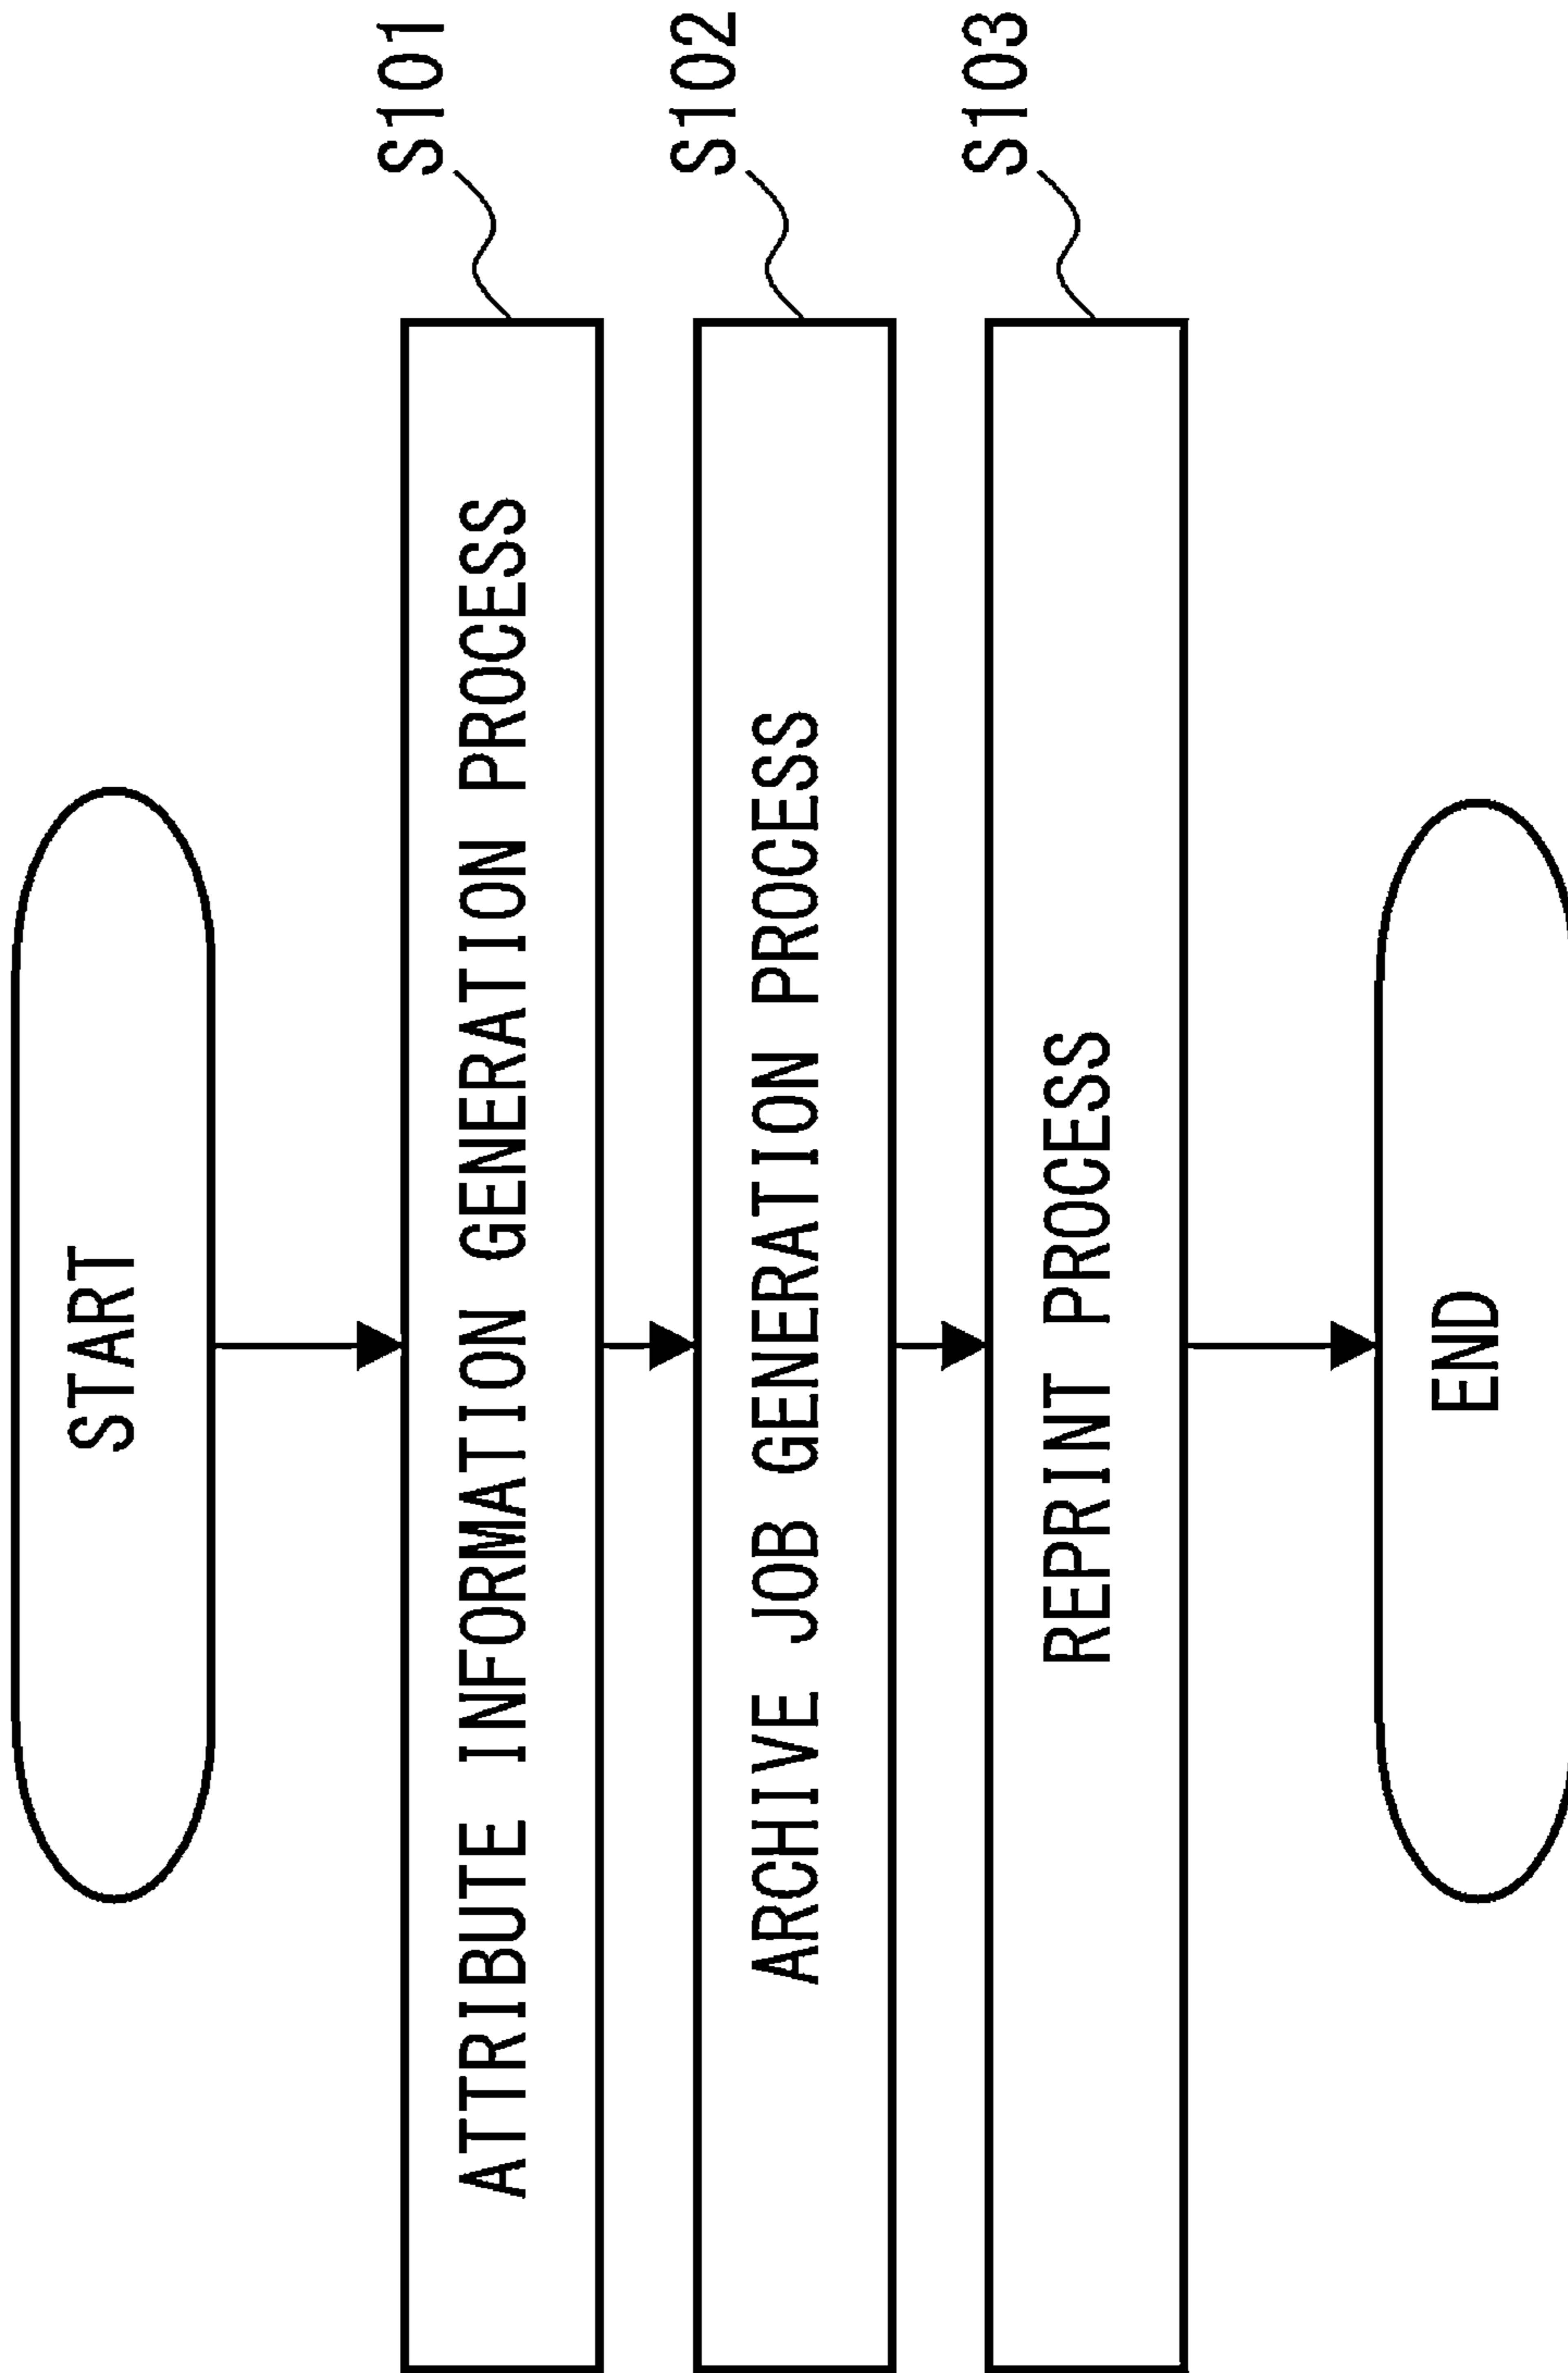 START
ATTRIBUTE INFORMATION GENERATION PROCESS
S101
ARCHIVE JOB GENERATION PROCESS
S102
REPRINT PROCESS
S103
END